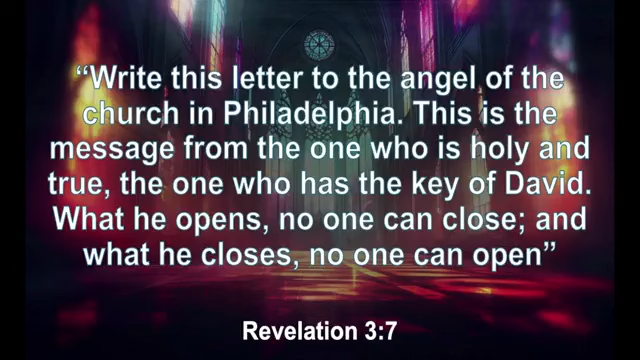 “Write this letter to the angel of the
church in Philadelphia. This is the
message from the one who is holy and
true, the one who has the key of David.
What he opens, no one can close; and
what he closes, no one can open”
Revelation 3:7